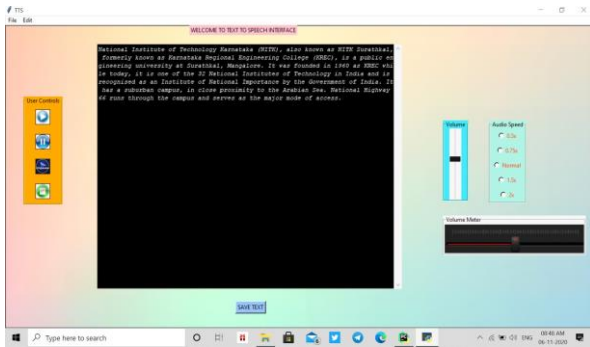 TTS
File Edit
WELCOME TO TEXT TO SPEECH INTERFACE
National Institute of Technology Karnataka (NITK), also known as NITK Surathkal,
formerly known as Karnataka Regional Engineering College (KREC), is a public en
gineering university at Surathkal, Mangalore. It was founded in 1960 as KREC whi
le today, it is one of the 32 National Institutes of Technology in India and is
recognised as an Institute of National Importance by the Government of India. It
has a suburban campus, in close proximity to the Arabian Sea. National Highway
66 runs through the campus and serves as the major mode of access.
User Controls
Volume
Audio Speed
0.5x
0.75x
Normal
1.5x
2x
Volume Meter
SAVE TEXT
Type here to search
ENG
08:46 AM
06-11-2020